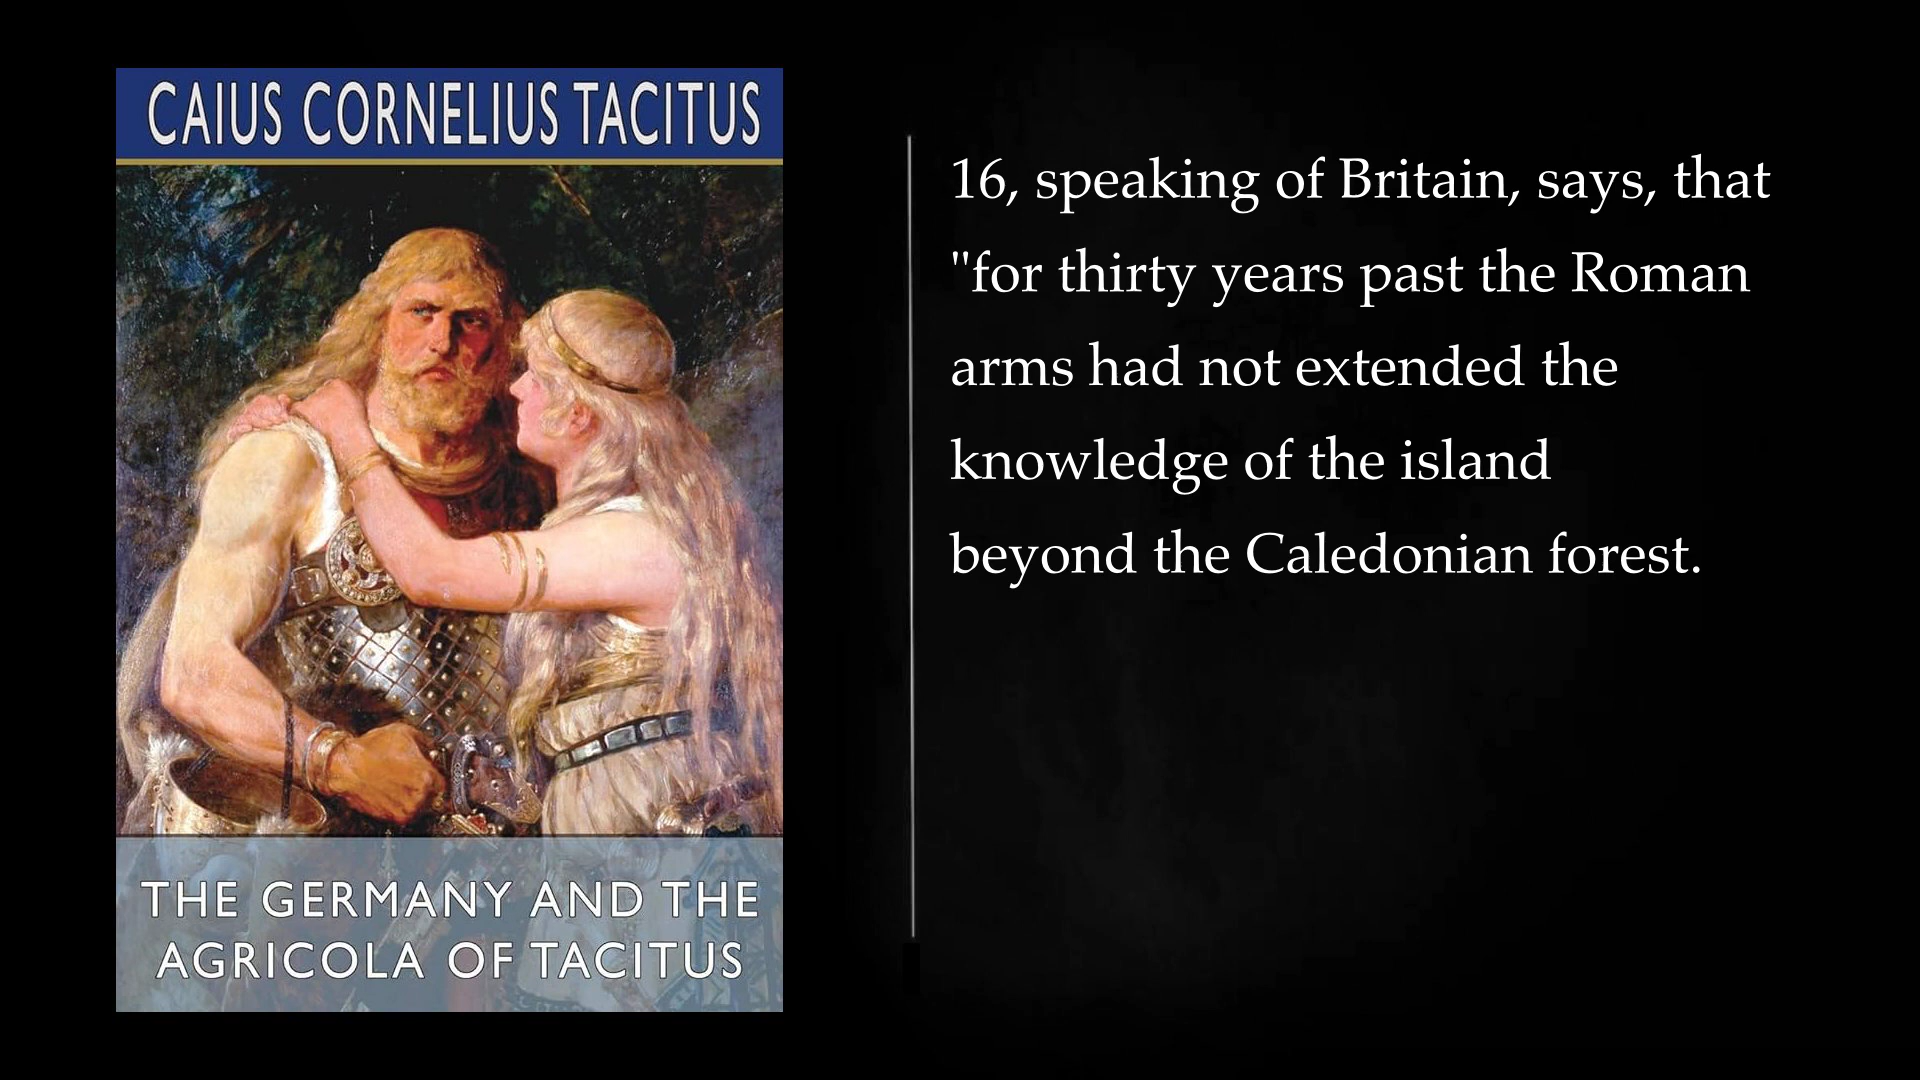 CAIUS CORNELIUS TACITUS
THE GERMANY AND THE
AGRICOLA OF TACITUS
16, speaking of Britain, says, that
"for thirty years past the Roman
arms had not extended the
knowledge of the island
beyond the Caledonian forest.